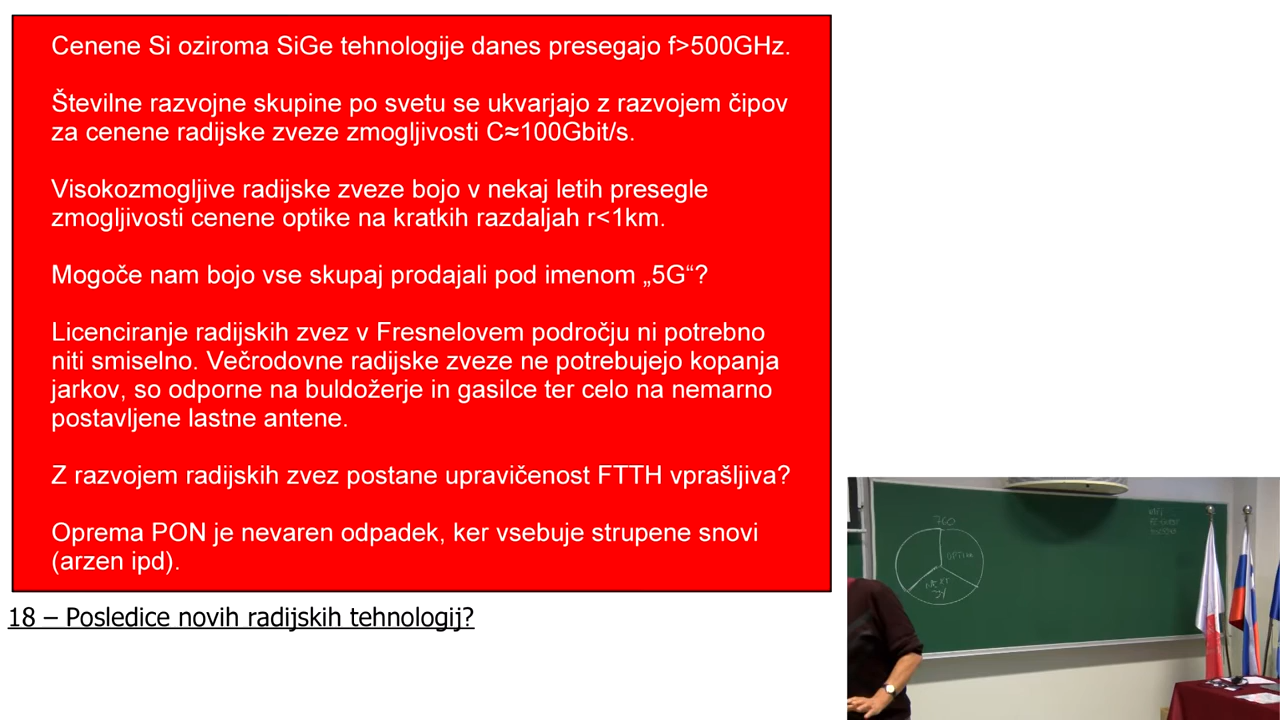 Cenene Si oziroma SiGe tehnologije danes presegajo f>500GHz.
Številne razvojne skupine po svetu se ukvarjajo z razvojem čipov
za cenene radijske zveze zmogljivosti C≈100Gbit/s.
Visokozmogljive radijske zveze bojo v nekaj letih presegle
zmogljivosti cenene optike na kratkih razdaljah r<1km.
Mogoče nam bojo vse skupaj prodajali pod imenom „5G“?
Licenciranje radijskih zvez v Fresnelovem področju ni potrebno
niti smiselno. Večrodovne radijske zveze ne potrebujejo kopanja
jarkov, so odporne na buldožerje in gasilce ter celo na nemarno
postavljene lastne antene.
Z razvojem radijskih zvez postane upravičenost FTTH vprašljiva?
Oprema PON je nevaren odpadek, ker vsebuje strupene snovi
(arzen ipd).
18 – Posledice novih radijskih tehnologij?
760
OPTIKA